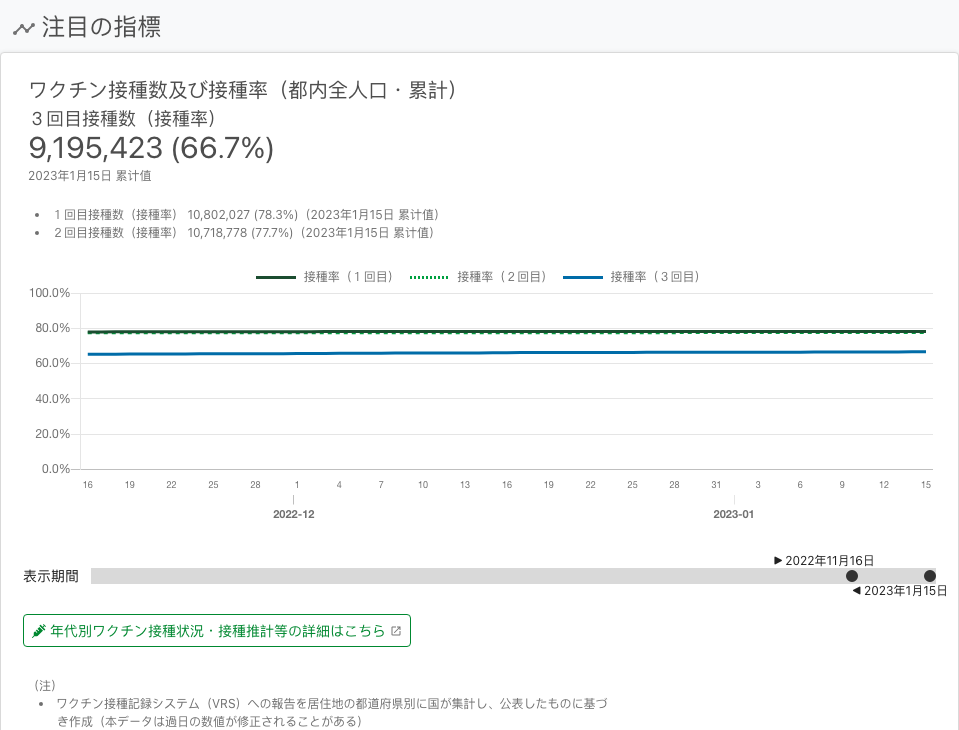 注目の指標
ワクチン接種数及び接種率（都内全人口・累計）
３回目接種数（接種率）
9,195,423 (66.7%)
2023年1月15日 累计值
• １回目接種数（接種率） 10,802,027 (78.3%)（2023年1月15日 累计值）
• ２回目接種数（接種率） 10,718,778 (77.7%)（2023年1月15日 累计值）
接種率（１回目） 接種率（２回目） 接種率（３回目）
100.0%
80.0%
60.0%
40.0%
20.0%
0.0%
16 19 22 25 28 1 4 7 10 13 16 19 22 25 28 31 3 6 9 12 15
2022-12 2023-01
▶ 2022年11月16日
表示期間
◀ 2023年1月15日
年代別ワクチン接種状況・接種推計等の詳細はこちら
（注）
• ワクチン接種記録システム（VRS）への報告を居住地の都道府県別に国が集計し、公表したものに基づ
き作成（本データは過日の数値が修正されることがある）